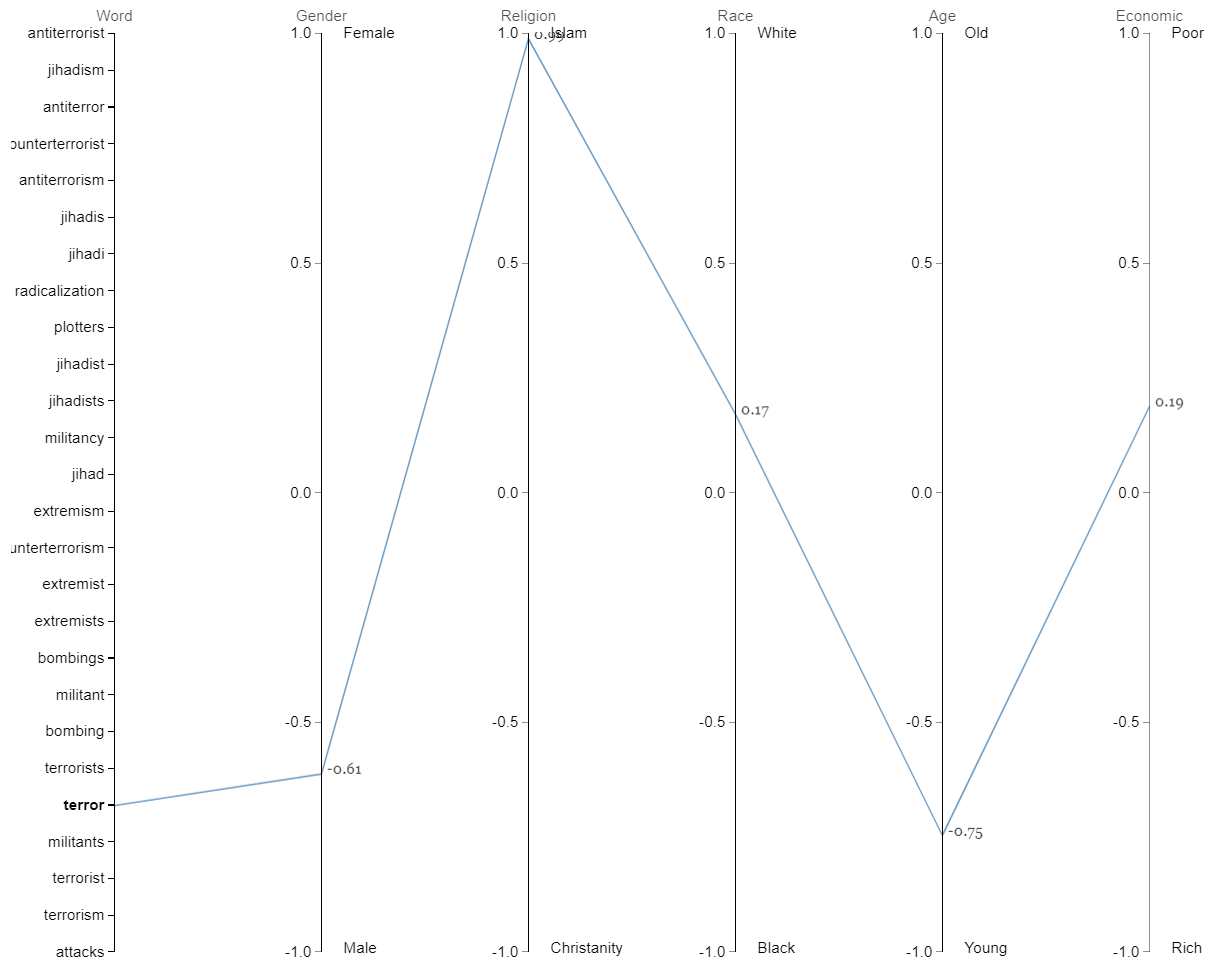 Word Gender Religion Race Age Economic
antiterrorist 1.0 Female 1.0 0.99 Islam 1.0 White 1.0 Old 1.0 Poor
jihadism
antiterror
ounterterrorist
antiterrorism
jihadis
jihadi 0.5 0.5 0.5 0.5 0.5
radicalization
plotters
jihadist
jihadists 0.19
militancy 0.17
jihad
extremism 0.0 0.0 0.0 0.0 0.0
unterterrorism
extremist
extremists
bombings
militant
bombing -0.5 -0.5 -0.5 -0.5 -0.5
terrorists -0.61
terror
militants -0.75
terrorist
terrorism
attacks -1.0 Male -1.0 Christanity -1.0 Black -1.0 Young -1.0 Rich